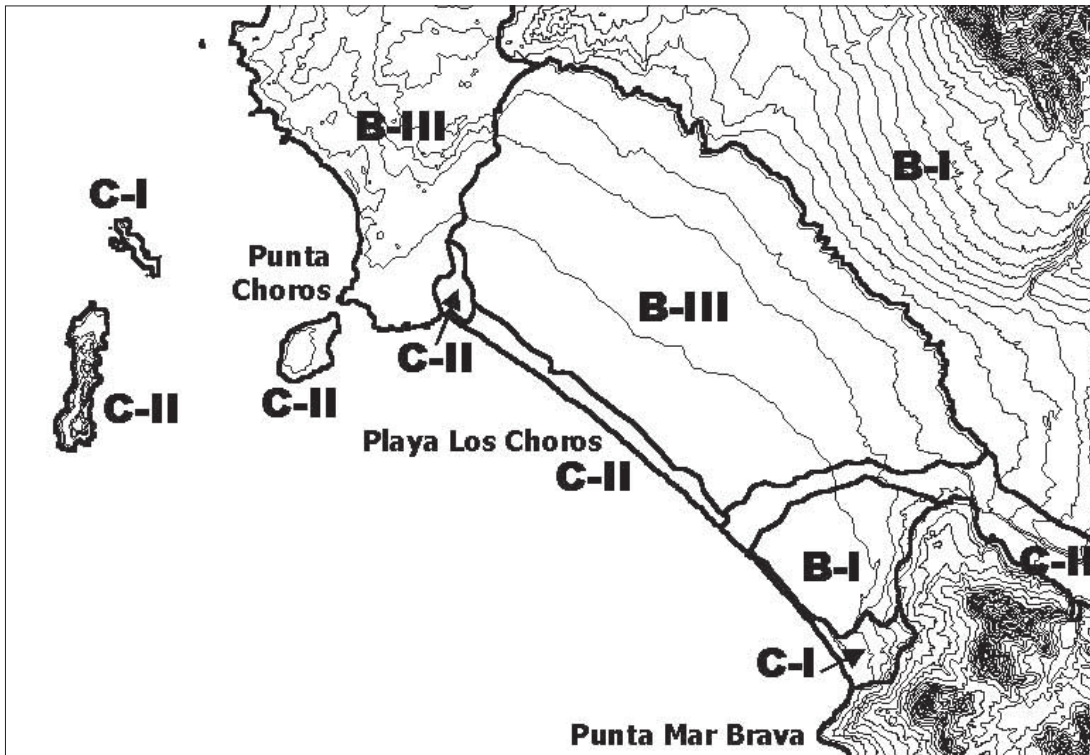 B-III
B-I
C-I
Punta
Choros
B-III
C-II
C-II
C-II
Playa Los Choros
C-II
B-I
C-II
C-I
Punta Mar Brava